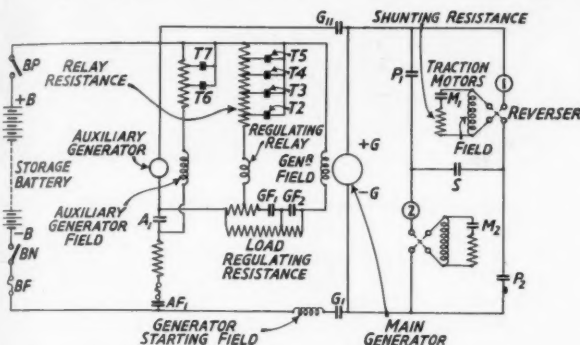 G11
SHUNTING RESISTANCE
BP
T7
T6
T5
T4
T3
T2
RELAY
RESISTANCE
P1
TRACTION
MOTORS
M1
1
REVERSER
+B
AUXILIARY
GENERATOR
REGULATING
RELAY
GENR
FIELD
FIELD
+G
-G
S
STORAGE
BATTERY
A1
GF1
GF2
2
M2
-B
AUXILIARY
GENERATOR
FIELD
LOAD
REGULATING
RESISTANCE
BN
BF
AF1
G1
P2
GENERATOR
STARTING FIELD
MAIN
GENERATOR